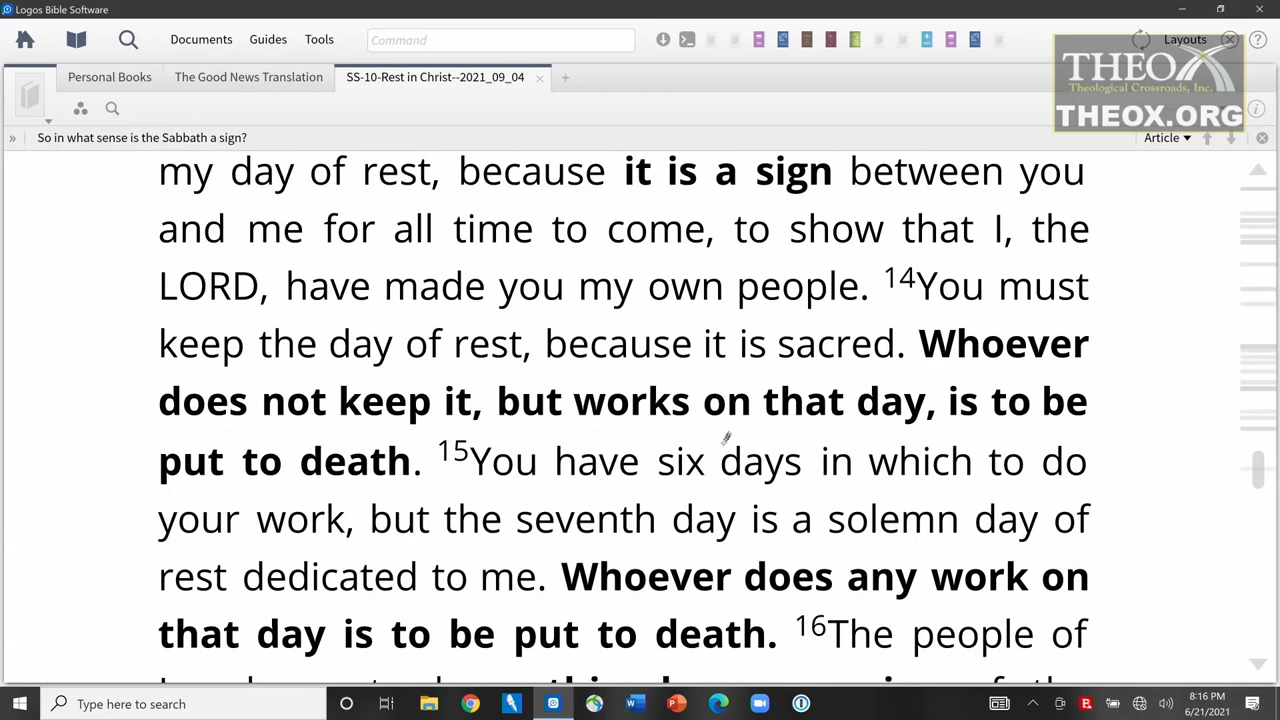 Logos Bible Software
Documents Guides Tools Command Layouts
THEOX
Theological Crossroads, Inc.
THEOX.ORG
Personal Books The Good News Translation SS-10-Rest in Christ--2021_09_04
So in what sense is the Sabbath a sign? Article
my day of rest, because it is a sign between you
and me for all time to come, to show that I, the
LORD, have made you my own people. 14You must
keep the day of rest, because it is sacred. Whoever
does not keep it, but works on that day, is to be
put to death. 15You have six days in which to do
your work, but the seventh day is a solemn day of
rest dedicated to me. Whoever does any work on
that day is to be put to death. 16The people of
Type here to search
8:16 PM
6/21/2021